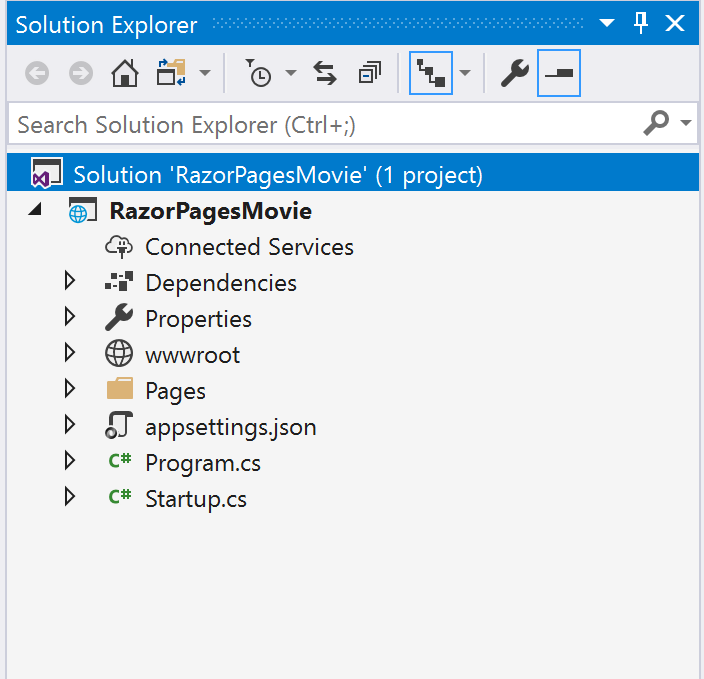 Solution Explorer
Search Solution Explorer (Ctrl+;)
Solution 'RazorPagesMovie' (1 project)
RazorPagesMovie
Connected Services
Dependencies
Properties
wwwroot
Pages
appsettings.json
C# Program.cs
C# Startup.cs